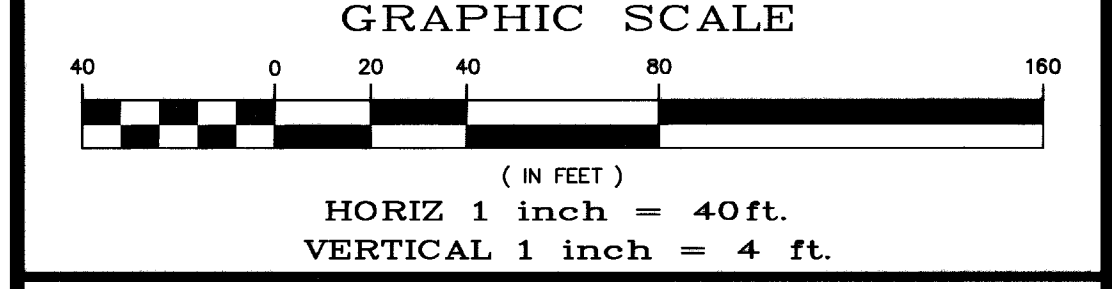 GRAPHIC SCALE
40 0 20 40 80 160
( IN FEET )
HORIZ 1 inch = 40ft.
VERTICAL 1 inch = 4 ft.